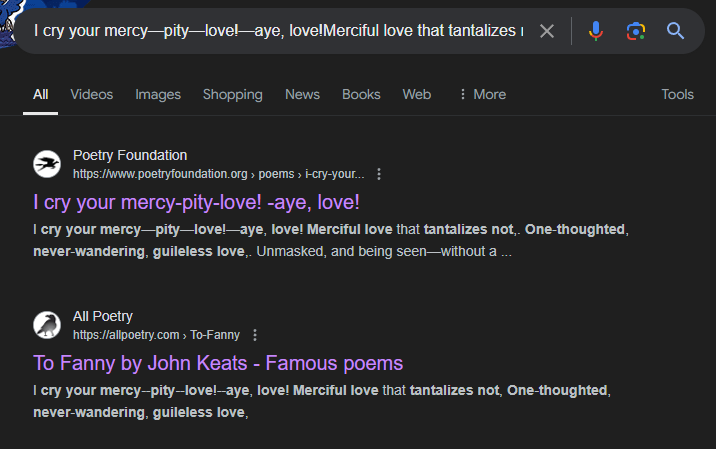 I cry your mercy—pity—love!—aye, love!Merciful love that tantalizes
All Videos Images Shopping News Books Web More Tools
Poetry Foundation
https://www.poetryfoundation.org › poems › i-cry-your...
I cry your mercy-pity-love! -aye, love!
I cry your mercy—pity—love!—aye, love! Merciful love that tantalizes not,. One-thoughted,
never-wandering, guileless love,. Unmasked, and being seen—without a ...
All Poetry
https://allpoetry.com › To-Fanny
To Fanny by John Keats - Famous poems
I cry your mercy--pity--love!--aye, love! Merciful love that tantalizes not, One-thoughted,
never-wandering, guileless love,